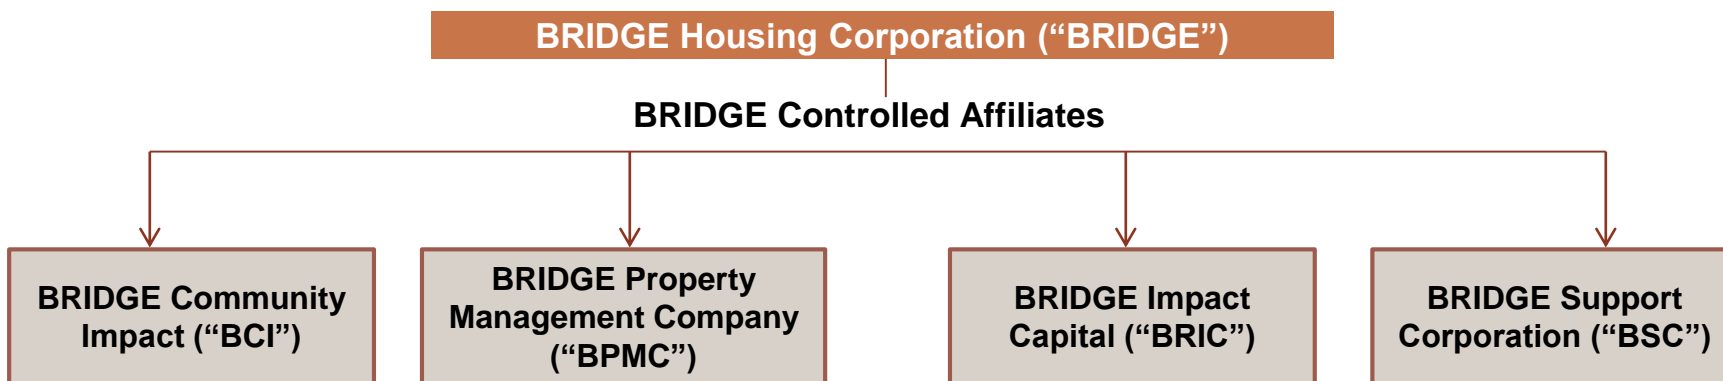 BRIDGE Housing Corporation (“BRIDGE”)
BRIDGE Controlled Affiliates
BRIDGE Community
Impact (“BCI”)
BRIDGE Property
Management Company
(“BPMC”)
BRIDGE Impact
Capital (“BRIC”)
BRIDGE Support
Corporation (“BSC”)